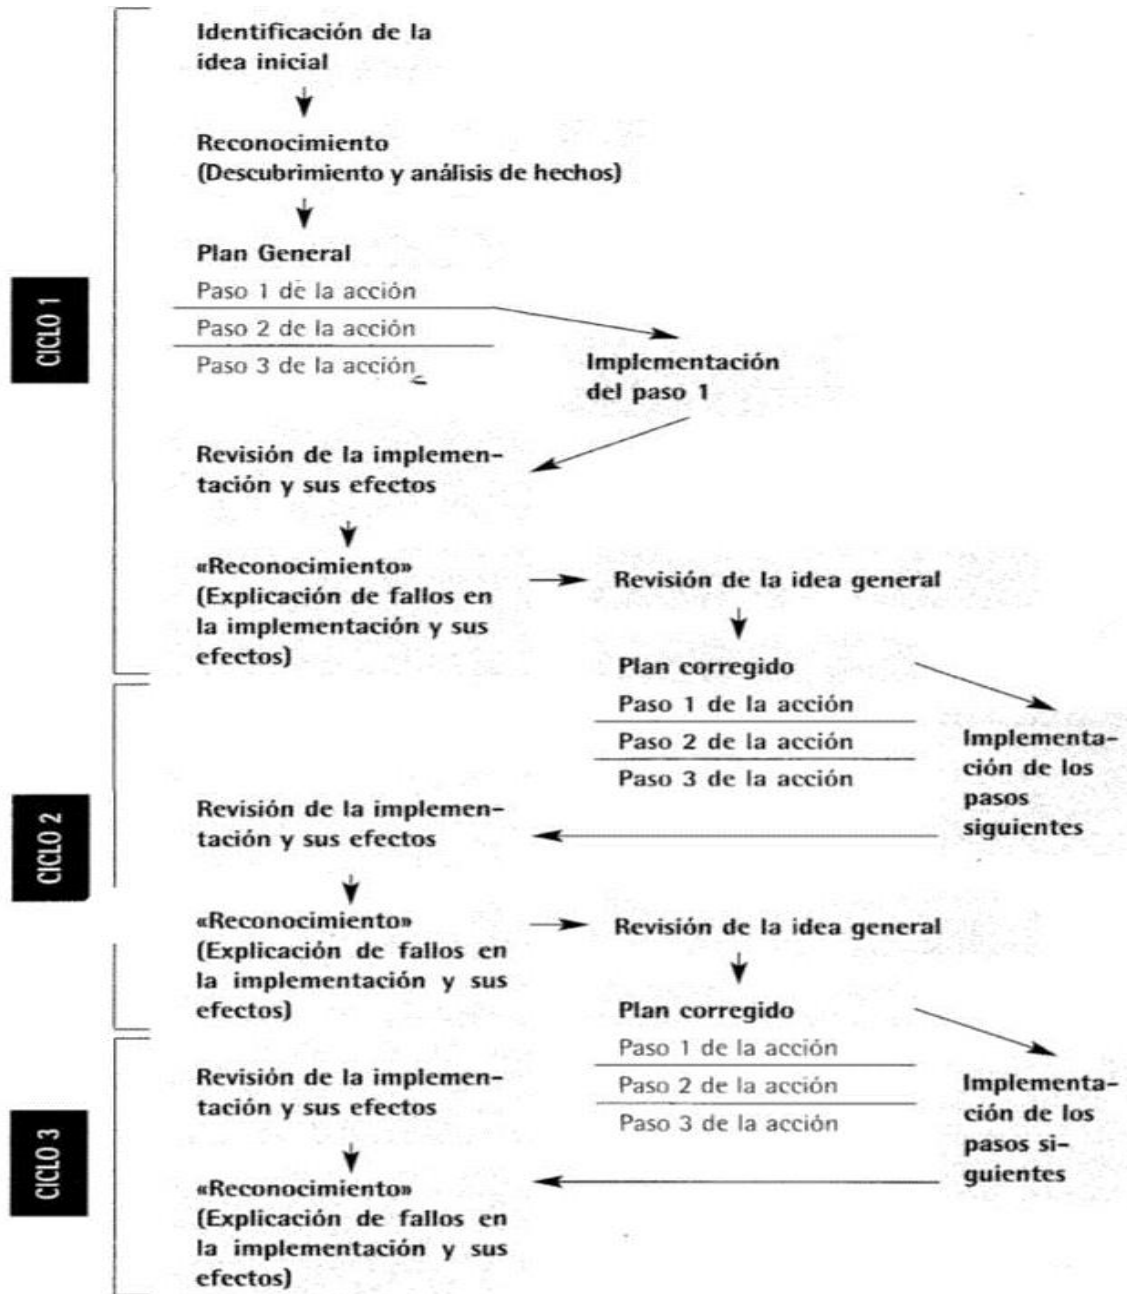 Identificación de la
idea inicial
Reconocimiento
(Descubrimiento y análisis de hechos)
Plan General
Paso 1 de la acción
Paso 2 de la acción
Paso 3 de la acción
CICLO 1
Implementación
del paso 1
Revisión de la implemen-
tación y sus efectos
«Reconocimiento»
(Explicación de fallos en
la implementación y sus
efectos)
Revisión de la idea general
Plan corregido
Paso 1 de la acción
Paso 2 de la acción
Paso 3 de la acción
Implementa-
ción de los
pasos
siguientes
CICLO 2
Revisión de la implemen-
tación y sus efectos
«Reconocimiento»
(Explicación de fallos en
la implementación y sus
efectos)
Revisión de la idea general
Plan corregido
Paso 1 de la acción
Paso 2 de la acción
Paso 3 de la acción
Implementa-
ción de los
pasos si-
guientes
CICLO 3
Revisión de la implemen-
tación y sus efectos
«Reconocimiento»
(Explicación de fallos en
la implementación y sus
efectos)